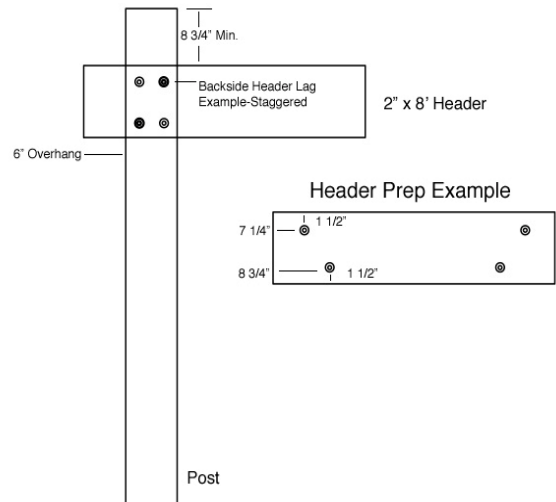 8 3/4" Min.
Backside Header Lag
Example-Staggered
2" x 8' Header
6" Overhang
Header Prep Example
1 1/2"
7 1/4"
8 3/4"
1 1/2"
Post